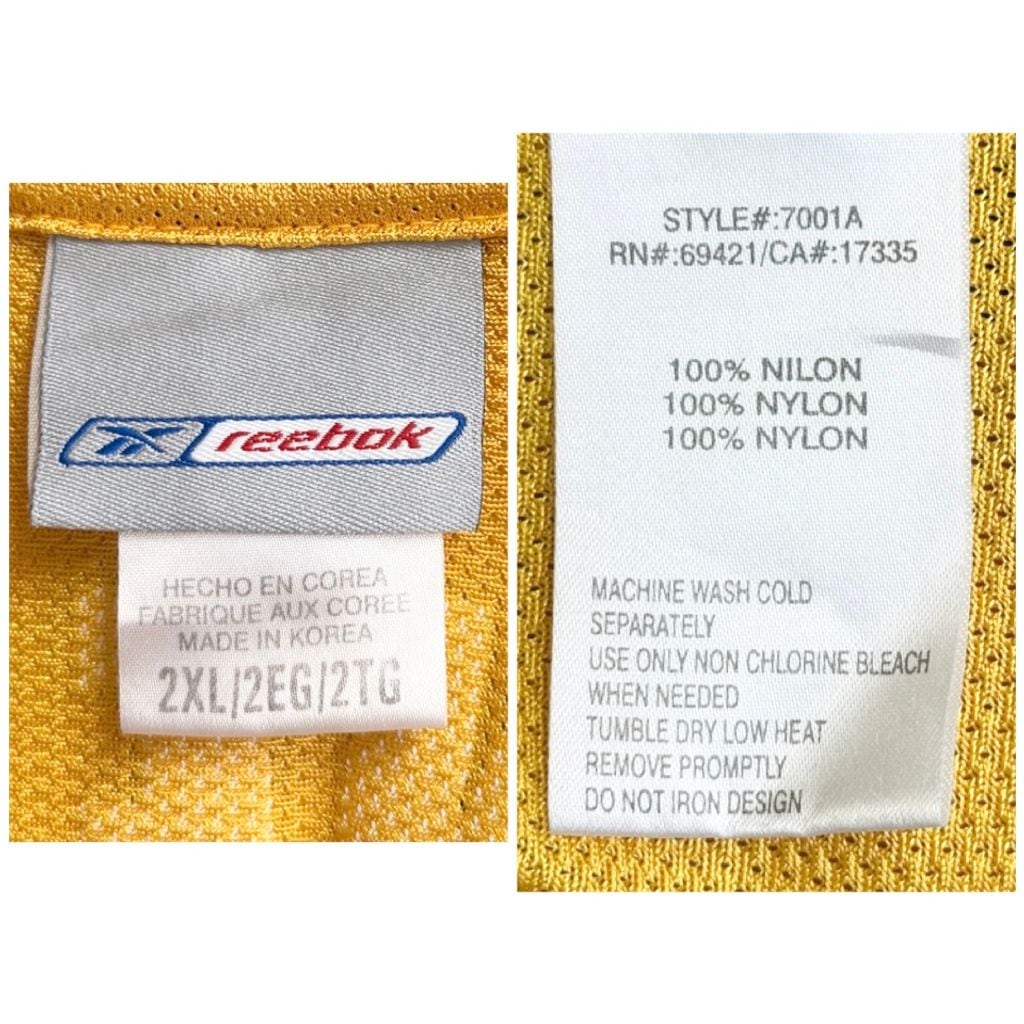 reebok
HECHO EN COREA
FABRIQUE AUX COREE
MADE IN KOREA
2XL/2EG/2TG
STYLE#:7001A
RN#:69421/CA#:17335
100% NILON
100% NYLON
100% NYLON
MACHINE WASH COLD
SEPARATELY
USE ONLY NON CHLORINE BLEACH
WHEN NEEDED
TUMBLE DRY LOW HEAT
REMOVE PROMPTLY
DO NOT IRON DESIGN